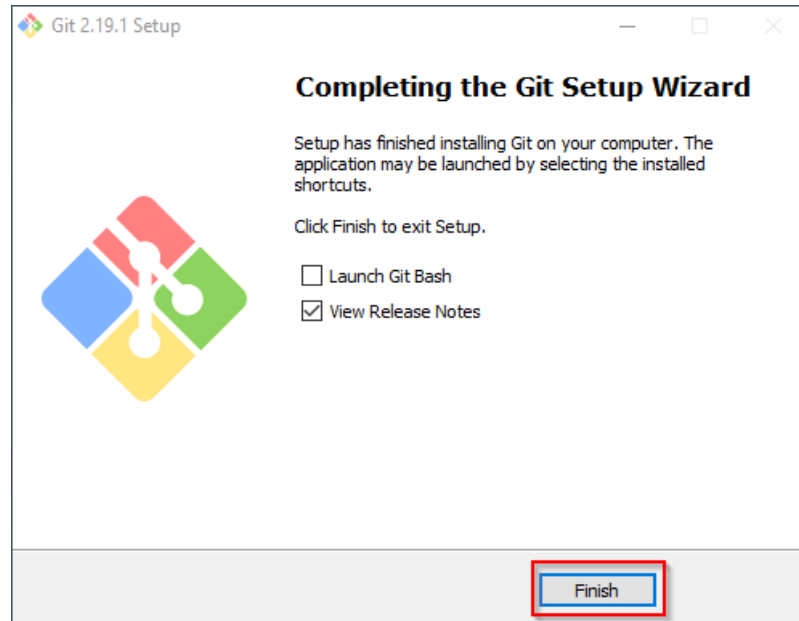 Git 2.19.1 Setup
Completing the Git Setup Wizard
Setup has finished installing Git on your computer. The
application may be launched by selecting the installed
shortcuts.
Click Finish to exit Setup.
Launch Git Bash
View Release Notes
Finish